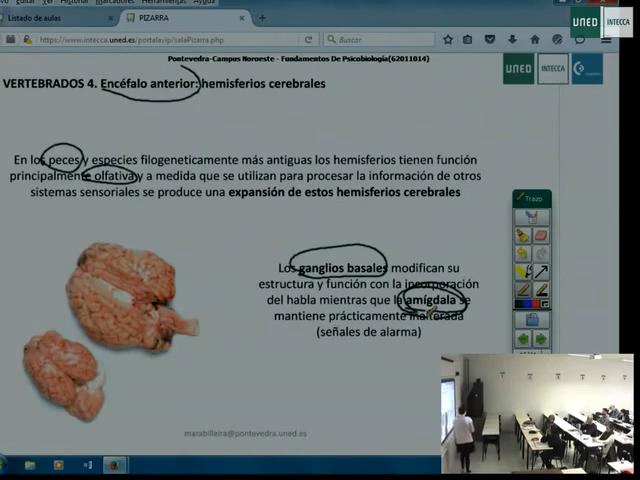 Editar Ver Historial Marcadores Herramientas Ayuda
Listado de aulas
PIZARRA
https://www.intecca.uned.es/portalavip/salaPizarra.php
Buscar
UNED
INTECCA
Pontevedra-Campus Noroeste - Fundamentos De Psicobiología(62011014)
UNED
INTECCA
VERTEBRADOS 4. Encéfalo anterior: hemisferios cerebrales
En los peces y especies filogeneticamente más antiguas los hemisferios tienen función
principalmente olfativa y a medida que se utilizan para procesar la información de otros
sistemas sensoriales se produce una expansión de estos hemisferios cerebrales
Trazo
Los ganglios basales modifican su
estructura y función con la incorporación
del habla mientras que la amígdala se
mantiene prácticamente inalterada
(señales de alarma)
marabilleira@pontevedra.uned.es